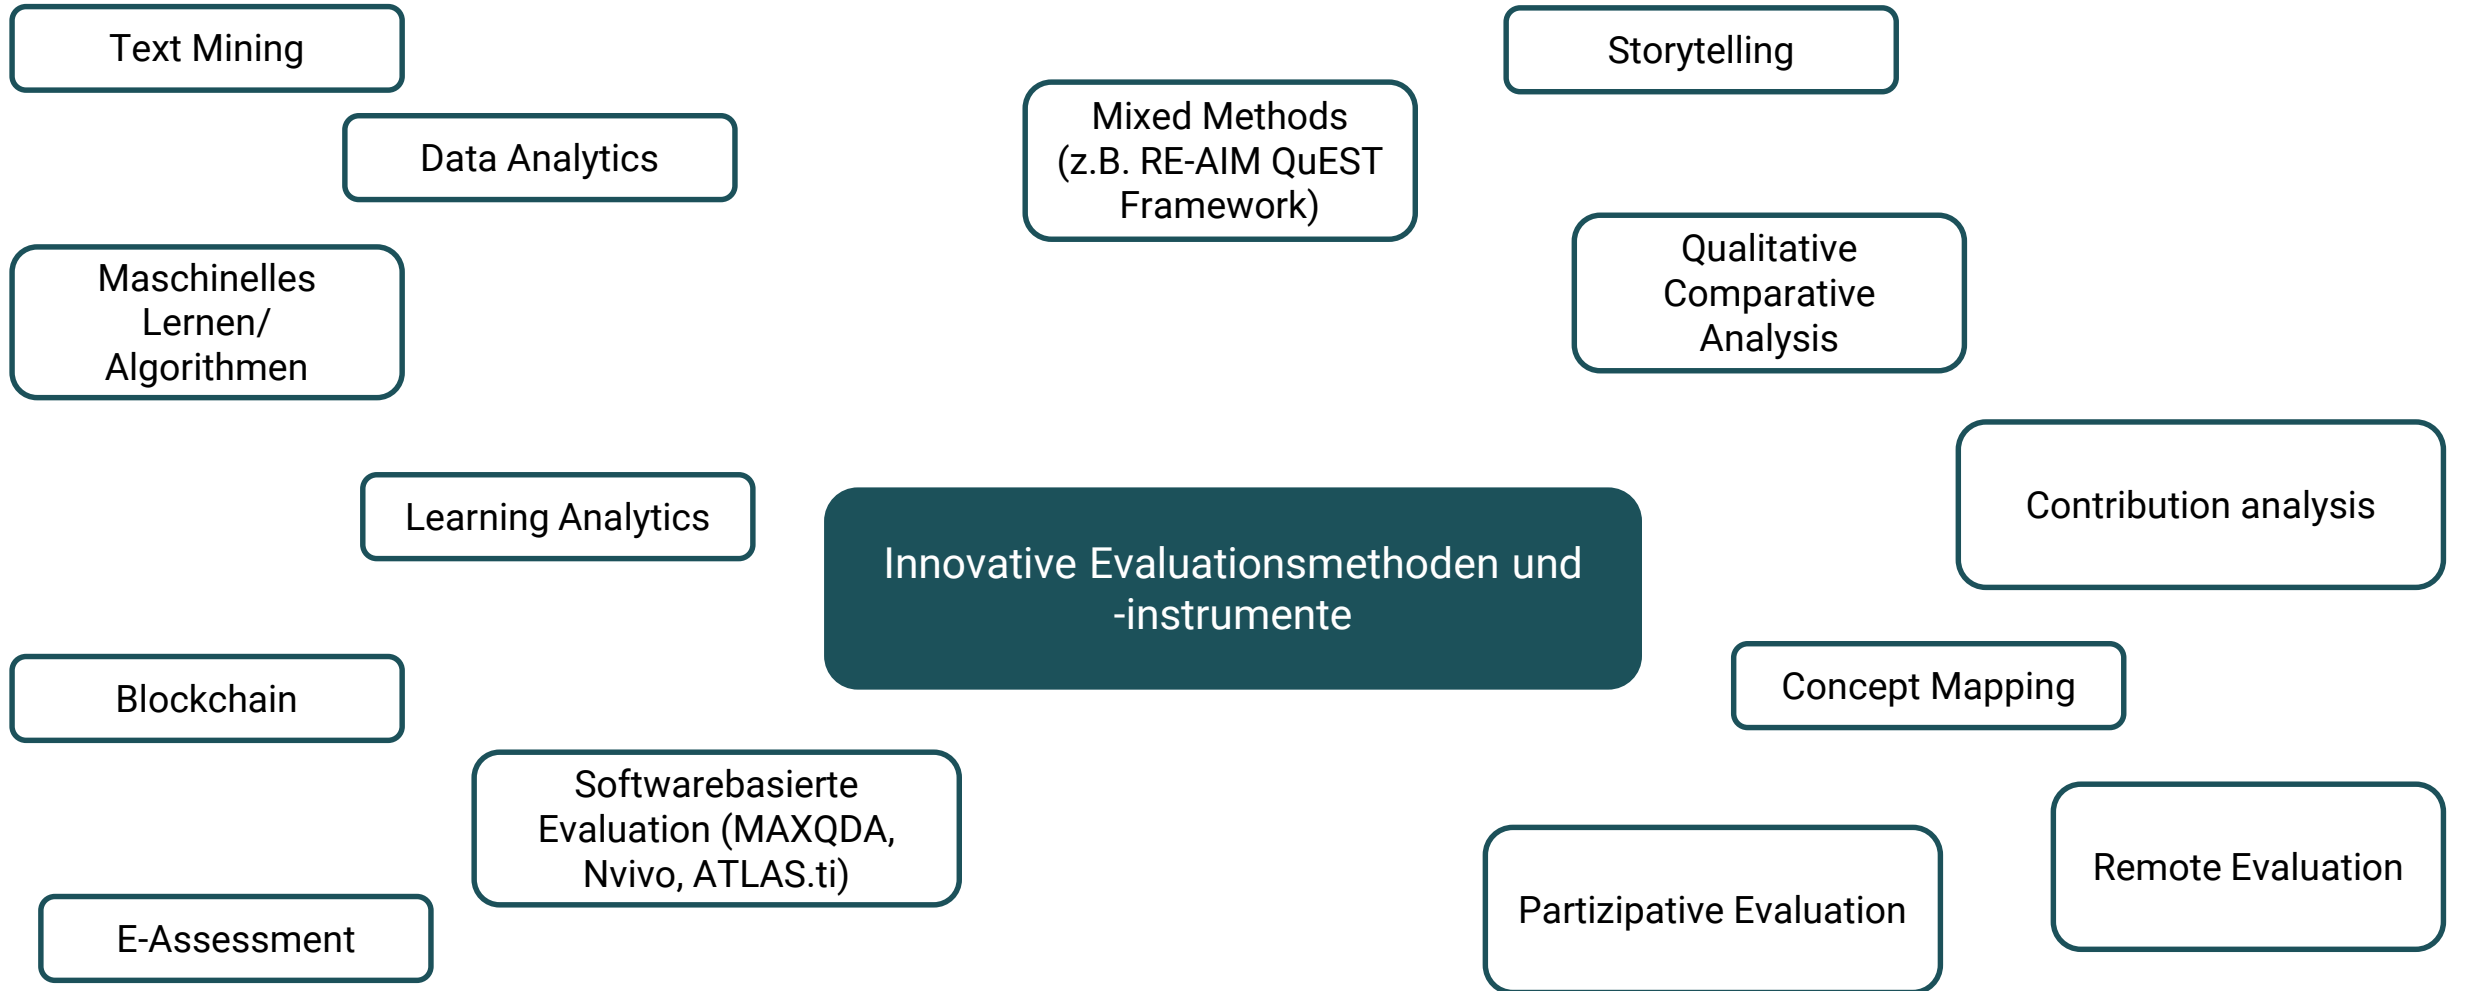 Text Mining
Storytelling
Mixed Methods
(z.B. RE-AIM QuEST
Framework)
Data Analytics
Qualitative
Comparative
Analysis
Maschinelles
Lernen/
Algorithmen
Contribution analysis
Learning Analytics
Innovative Evaluationsmethoden und
-instrumente
Concept Mapping
Blockchain
Softwarebasierte
Evaluation (MAXQDA,
Nvivo, ATLAS.ti)
Remote Evaluation
Partizipative Evaluation
E-Assessment